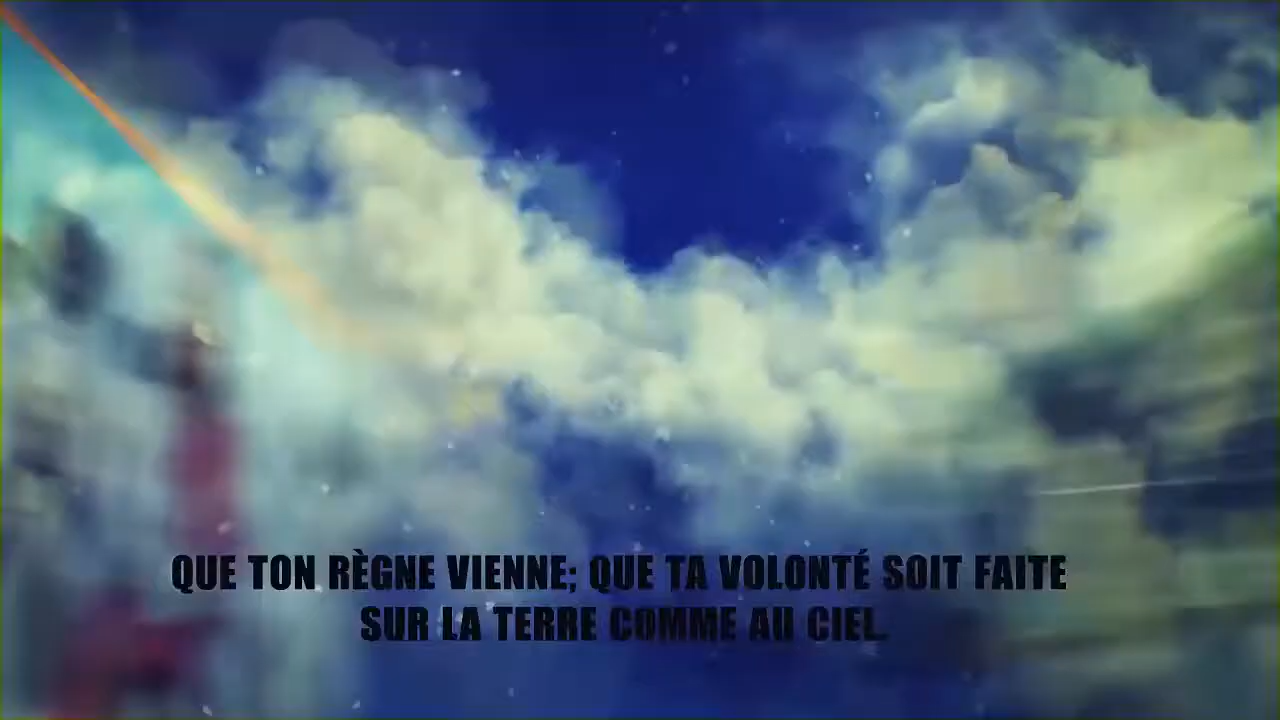 QUE TON RÈGNE VIENNE; QUE TA VOLONTÉ SOIT FAITE
SUR LA TERRE COMME AU CIEL.